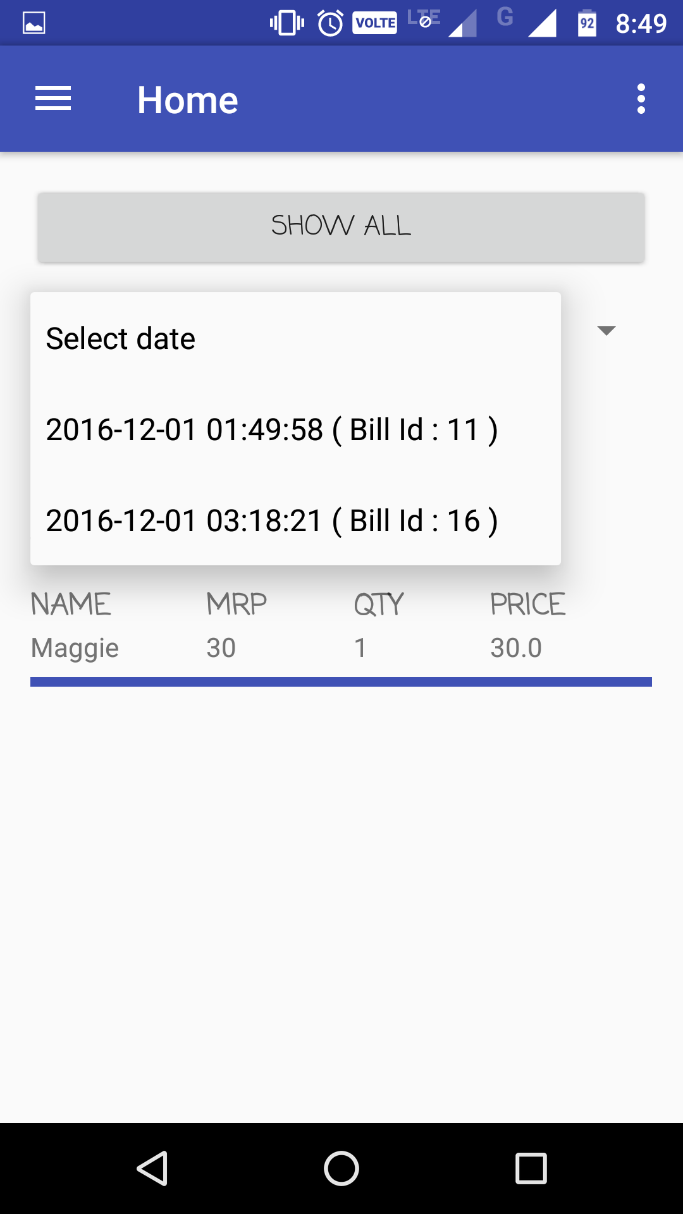 VOLTE LTE G 92 8:49
Home
SHOW ALL
Select date
2016-12-01 01:49:58 ( Bill Id : 11 )
2016-12-01 03:18:21 ( Bill Id : 16 )
NAME MRP QTY PRICE
Maggie 30 1 30.0